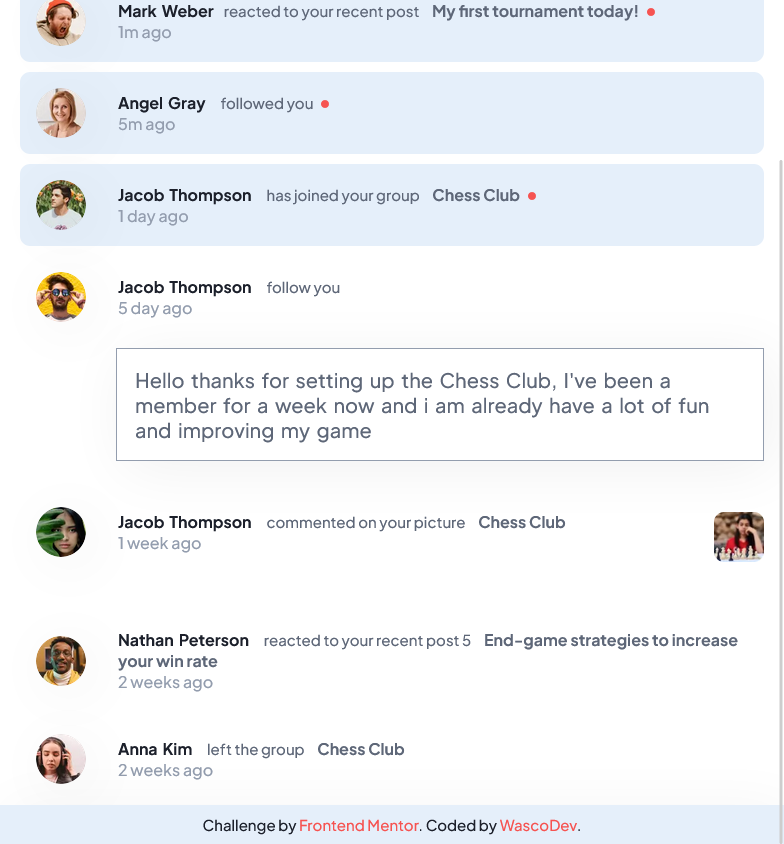 Mark Weber reacted to your recent post My first tournament today!
1m ago
Angel Gray followed you
5m ago
Jacob Thompson has joined your group Chess Club
1 day ago
Jacob Thompson follow you
5 day ago
Hello thanks for setting up the Chess Club, I've been a
member for a week now and i am already have a lot of fun
and improving my game
Jacob Thompson commented on your picture Chess Club
1 week ago
Nathan Peterson reacted to your recent post 5 End-game strategies to increase
your win rate
2 weeks ago
Anna Kim left the group Chess Club
2 weeks ago
Challenge by Frontend Mentor. Coded by WascoDev.